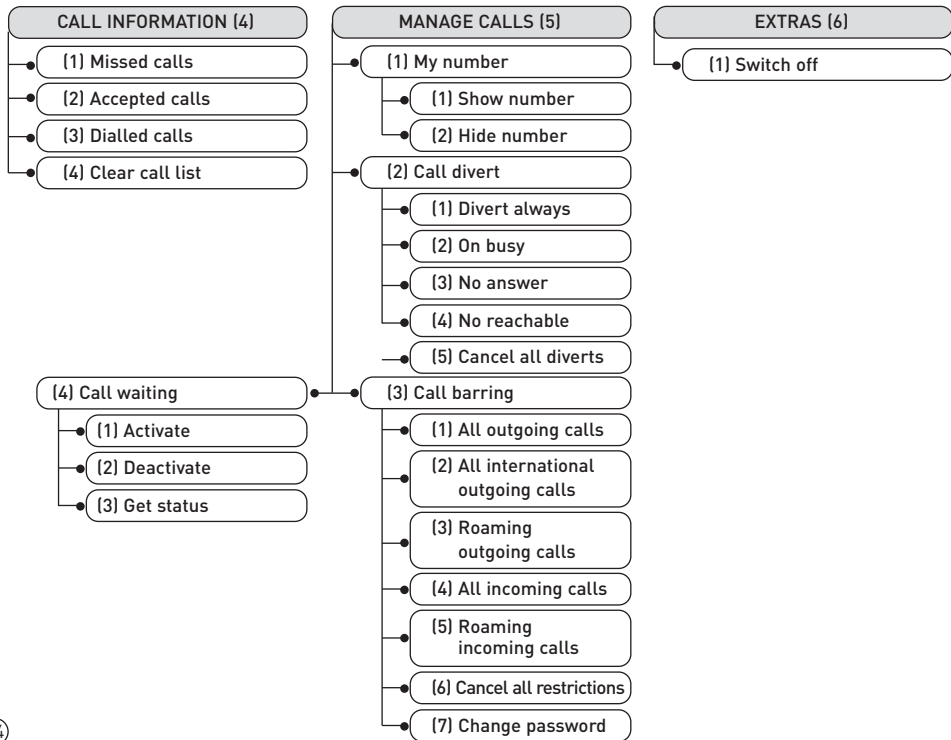 CALL INFORMATION (4)
(1) Missed calls
(2) Accepted calls
(3) Dialled calls
(4) Clear call list
MANAGE CALLS (5)
(1) My number
(1) Show number
(2) Hide number
(2) Call divert
(1) Divert always
(2) On busy
(3) No answer
(4) No reachable
(5) Cancel all diverts
(3) Call barring
(1) All outgoing calls
(2) All international
outgoing calls
(3) Roaming
outgoing calls
(4) All incoming calls
(5) Roaming
incoming calls
(6) Cancel all restrictions
(7) Change password
(4) Call waiting
(1) Activate
(2) Deactivate
(3) Get status
EXTRAS (6)
(1) Switch off